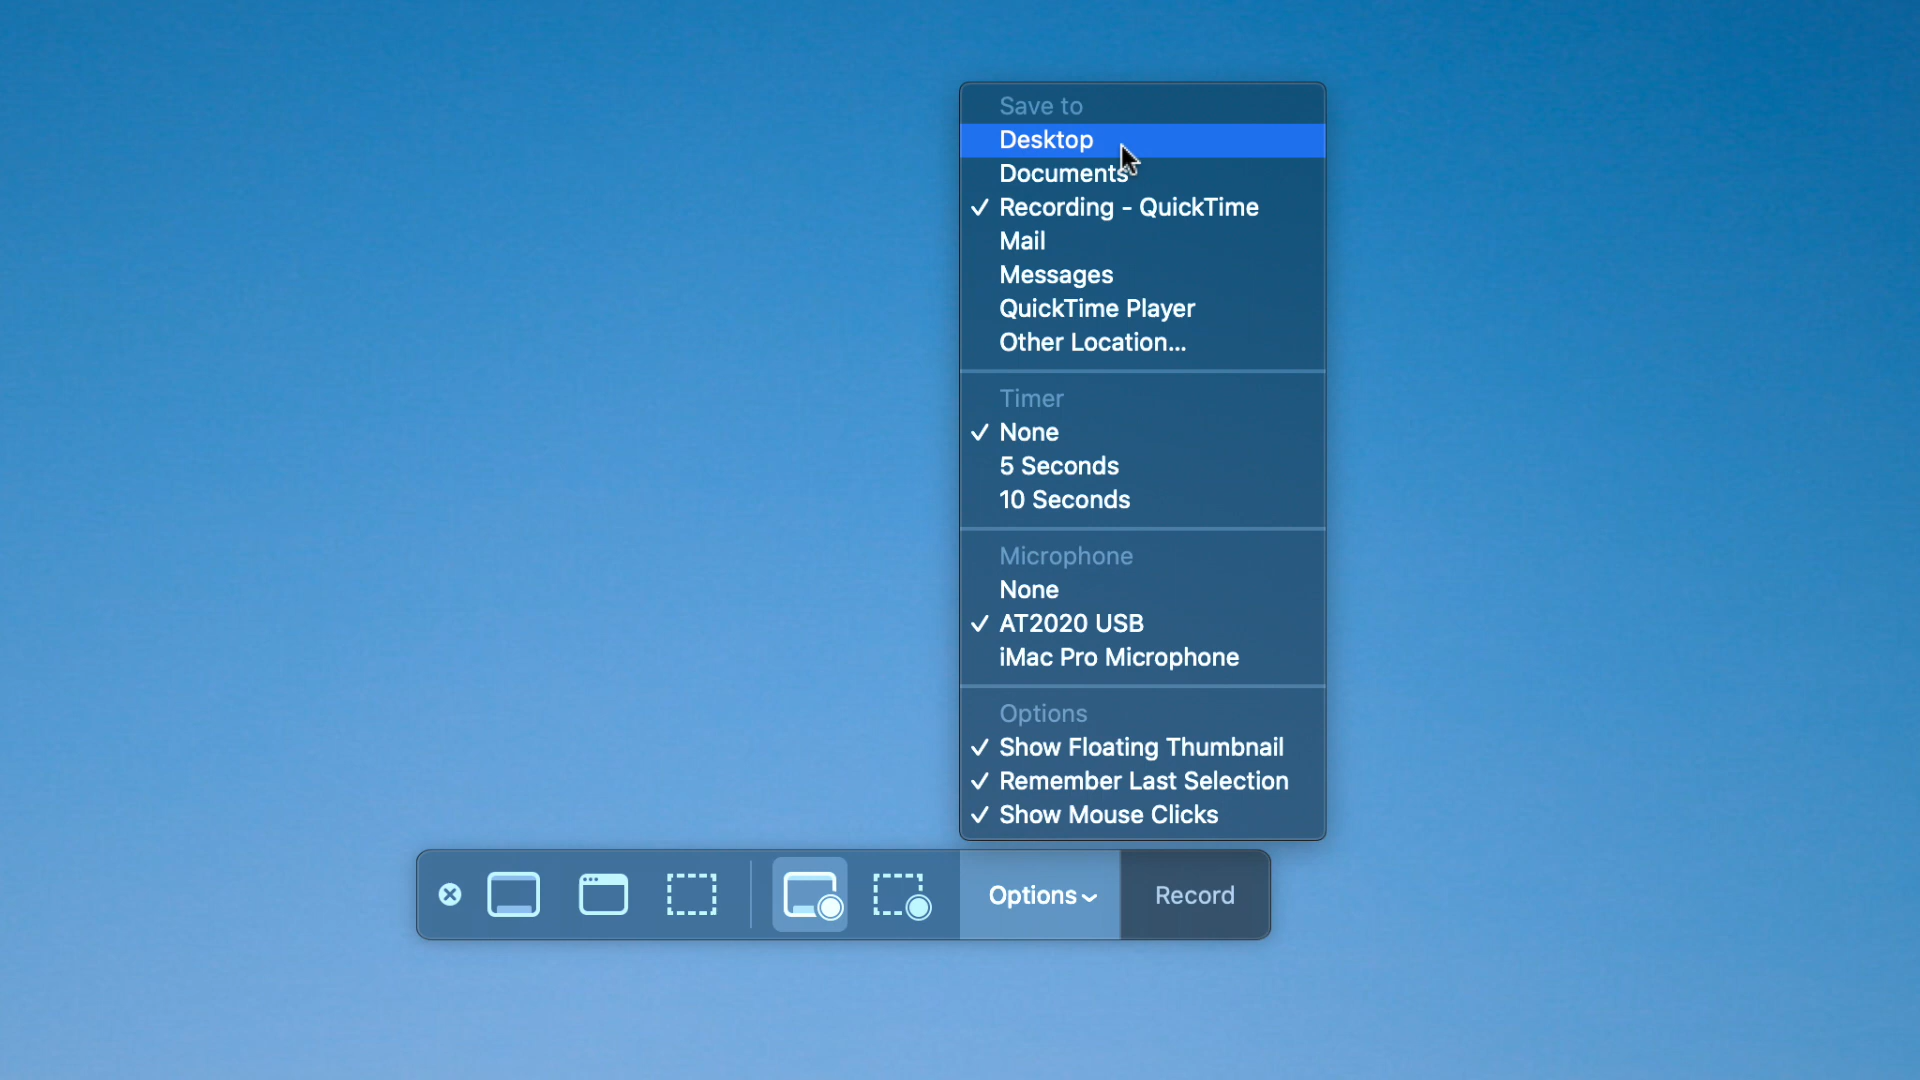 Save to
Desktop
Documents
✓ Recording - QuickTime
Mail
Messages
QuickTime Player
Other Location...
Timer
✓ None
5 Seconds
10 Seconds
Microphone
None
✓ AT2020 USB
iMac Pro Microphone
Options
✓ Show Floating Thumbnail
✓ Remember Last Selection
✓ Show Mouse Clicks
Options
Record